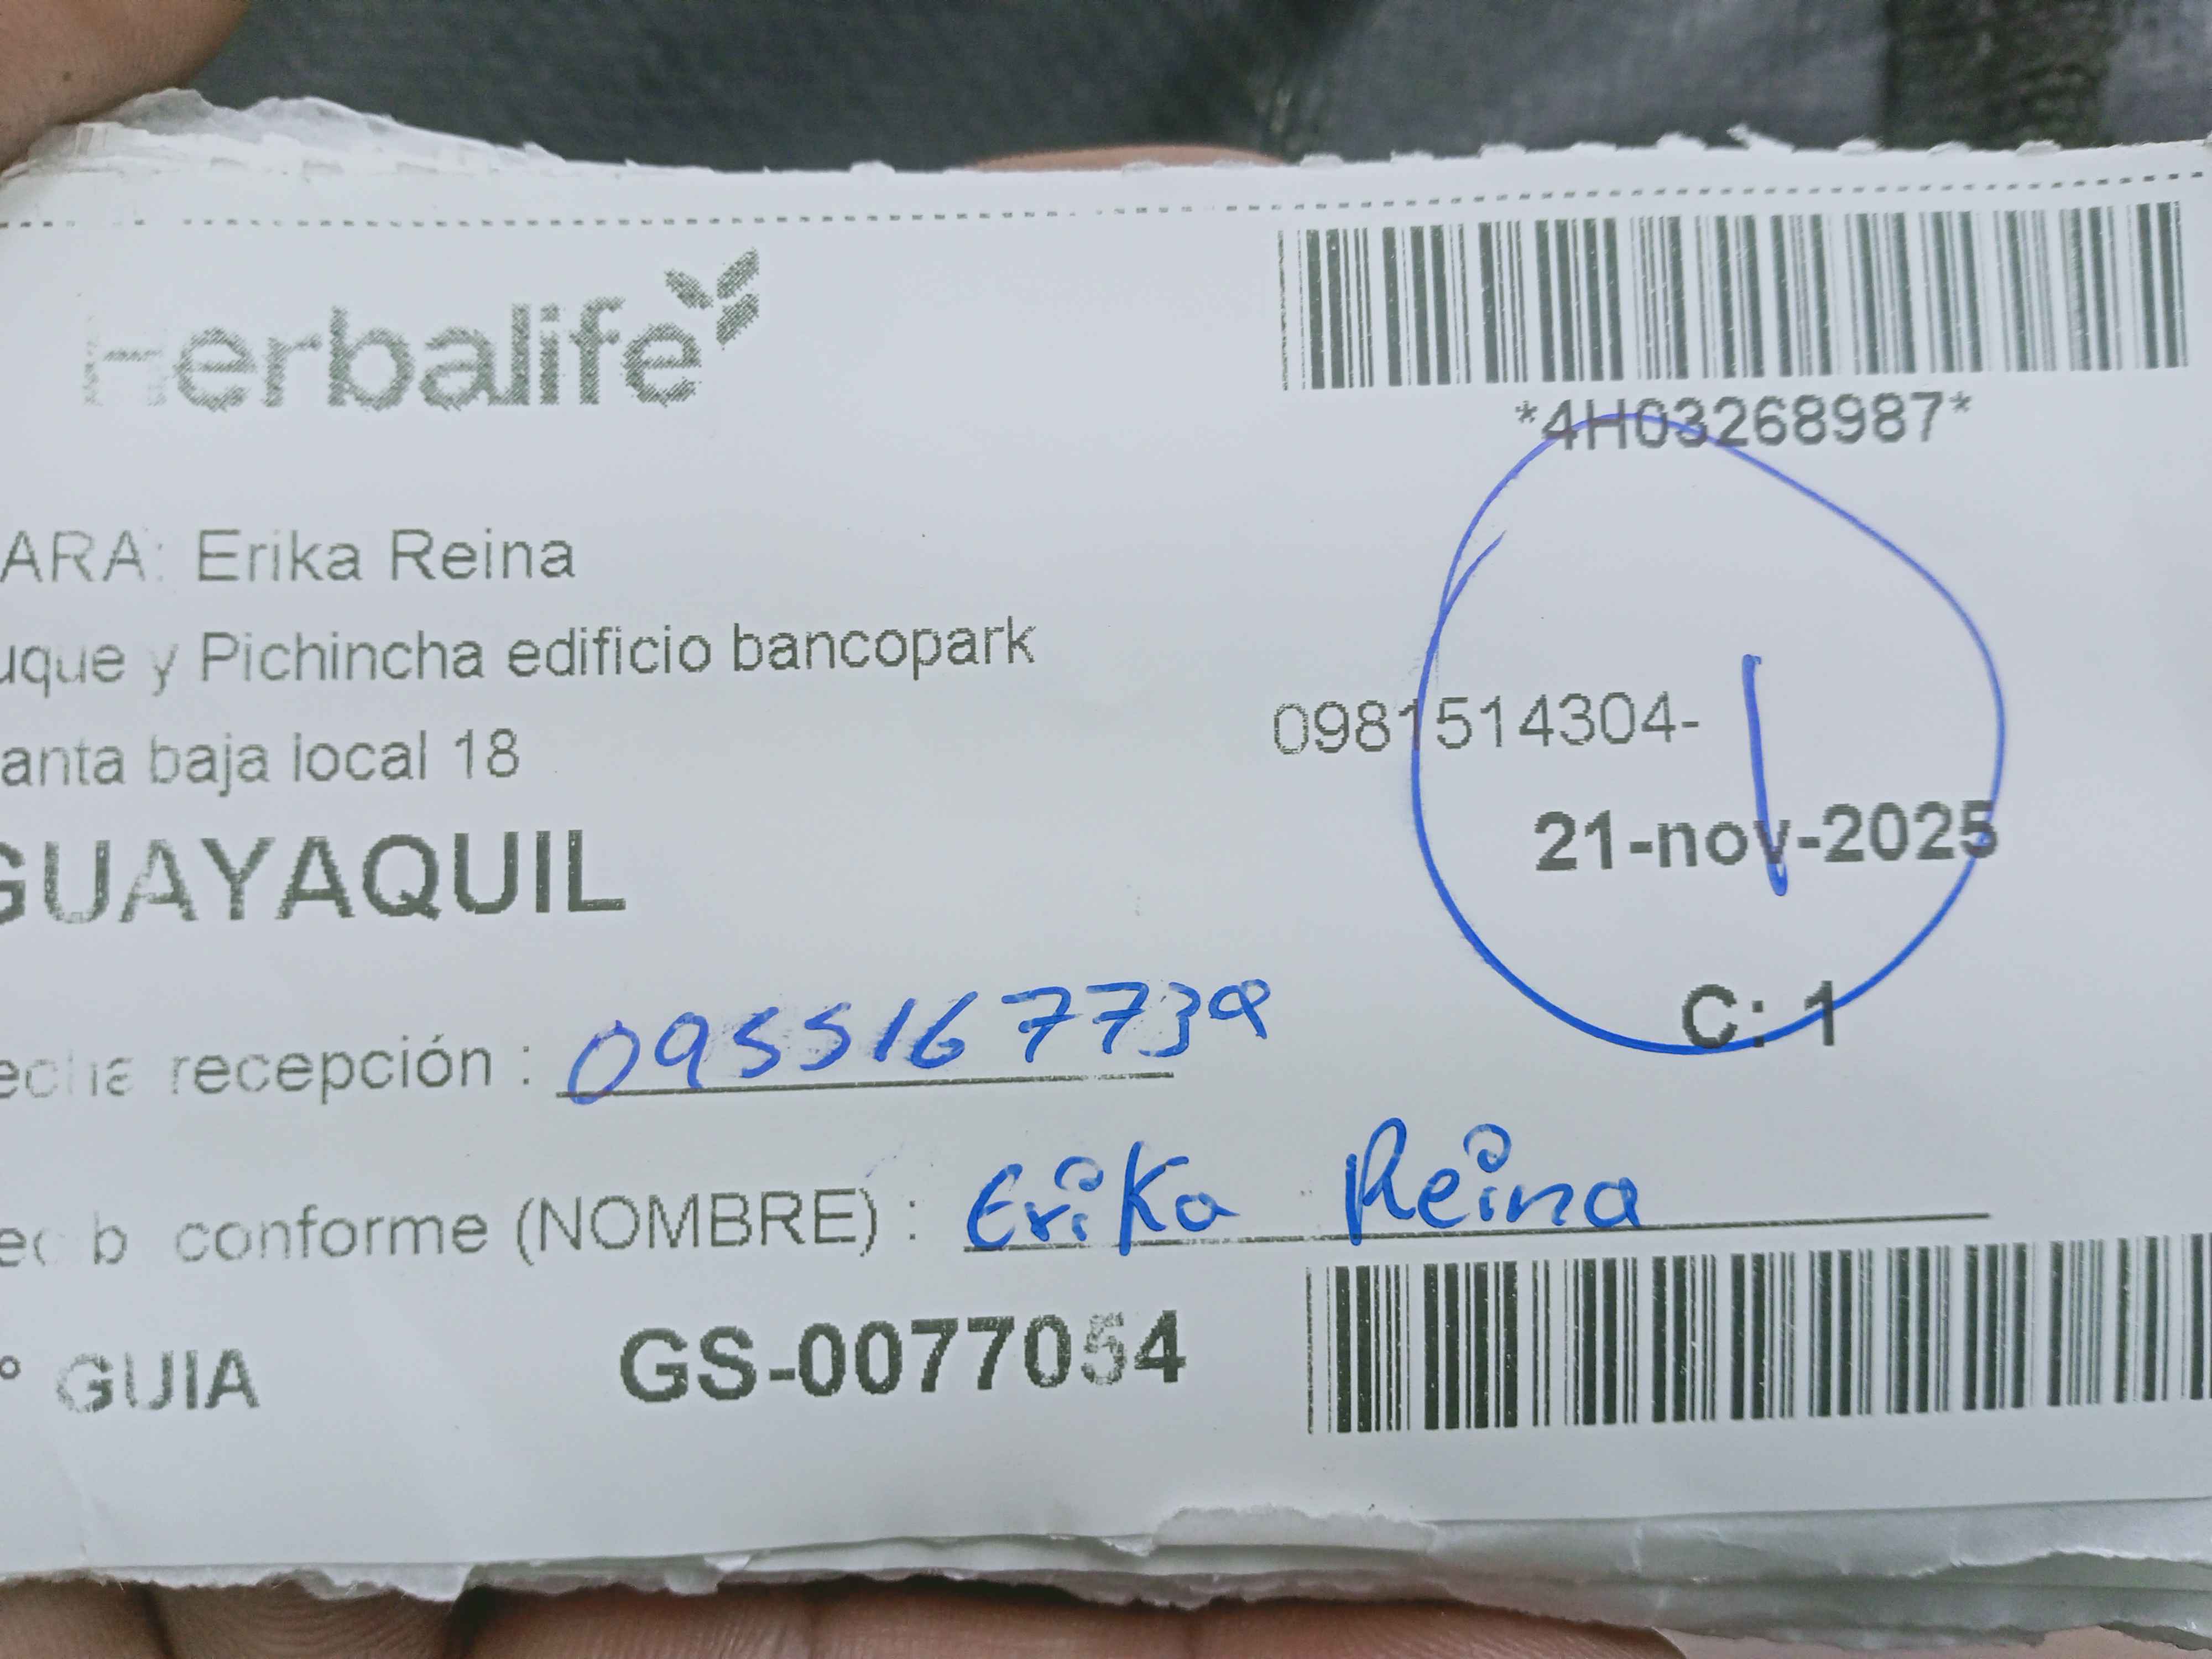 Herbalife
*4H03268987*
ARA: Erika Reina
uque y Pichincha edificio bancopark
0981514304-
anta baja local 18
21-nov-2025
GUAYAQUIL
C: 1
echa recepción : 0955167739
conforme (NOMBRE) : Erika Reina
° GUIA GS-0077054